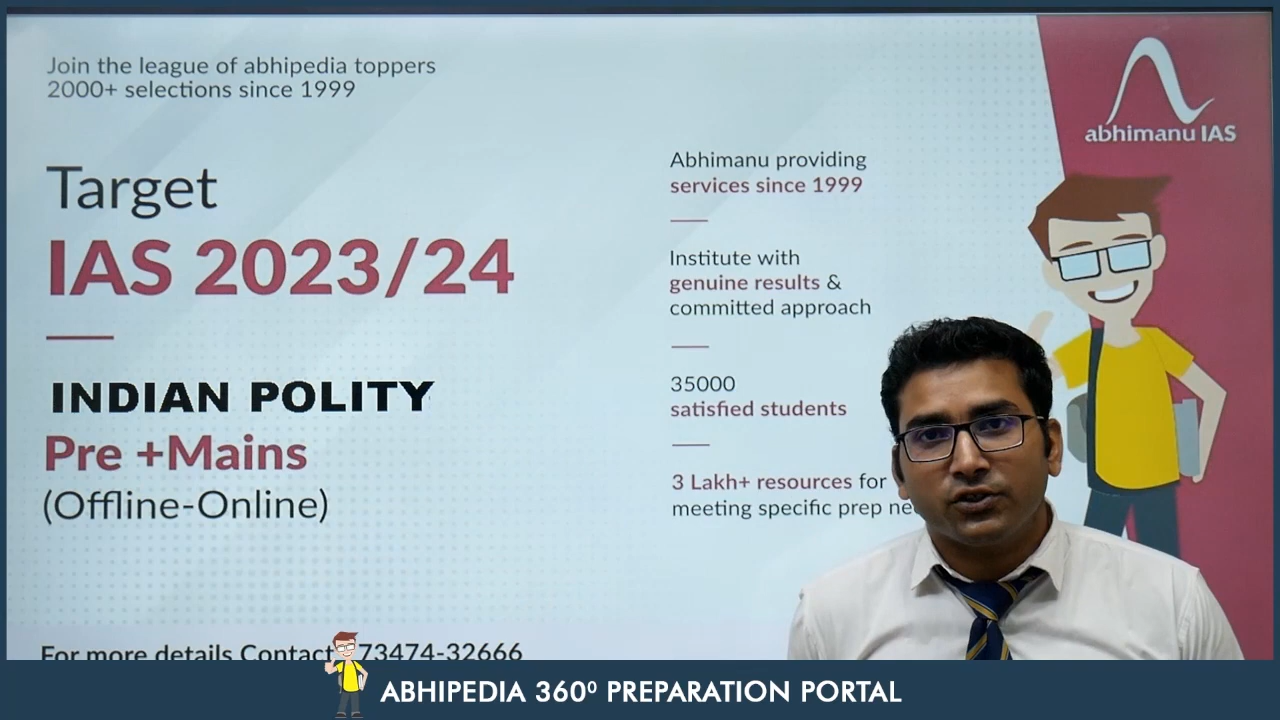 Join the league of abhipedia toppers
2000+ selections since 1999
Target
IAS 2023/24
INDIAN POLITY
Pre +Mains
(Offline-Online)
For more details Contact 73474-32666
Abhimanu providing
services since 1999
Institute with
genuine results &
committed approach
35000
satisfied students
3 Lakh+ resources for
meeting specific prep
abhimanu IAS
ABHIPEDIA 360º PREPARATION PORTAL